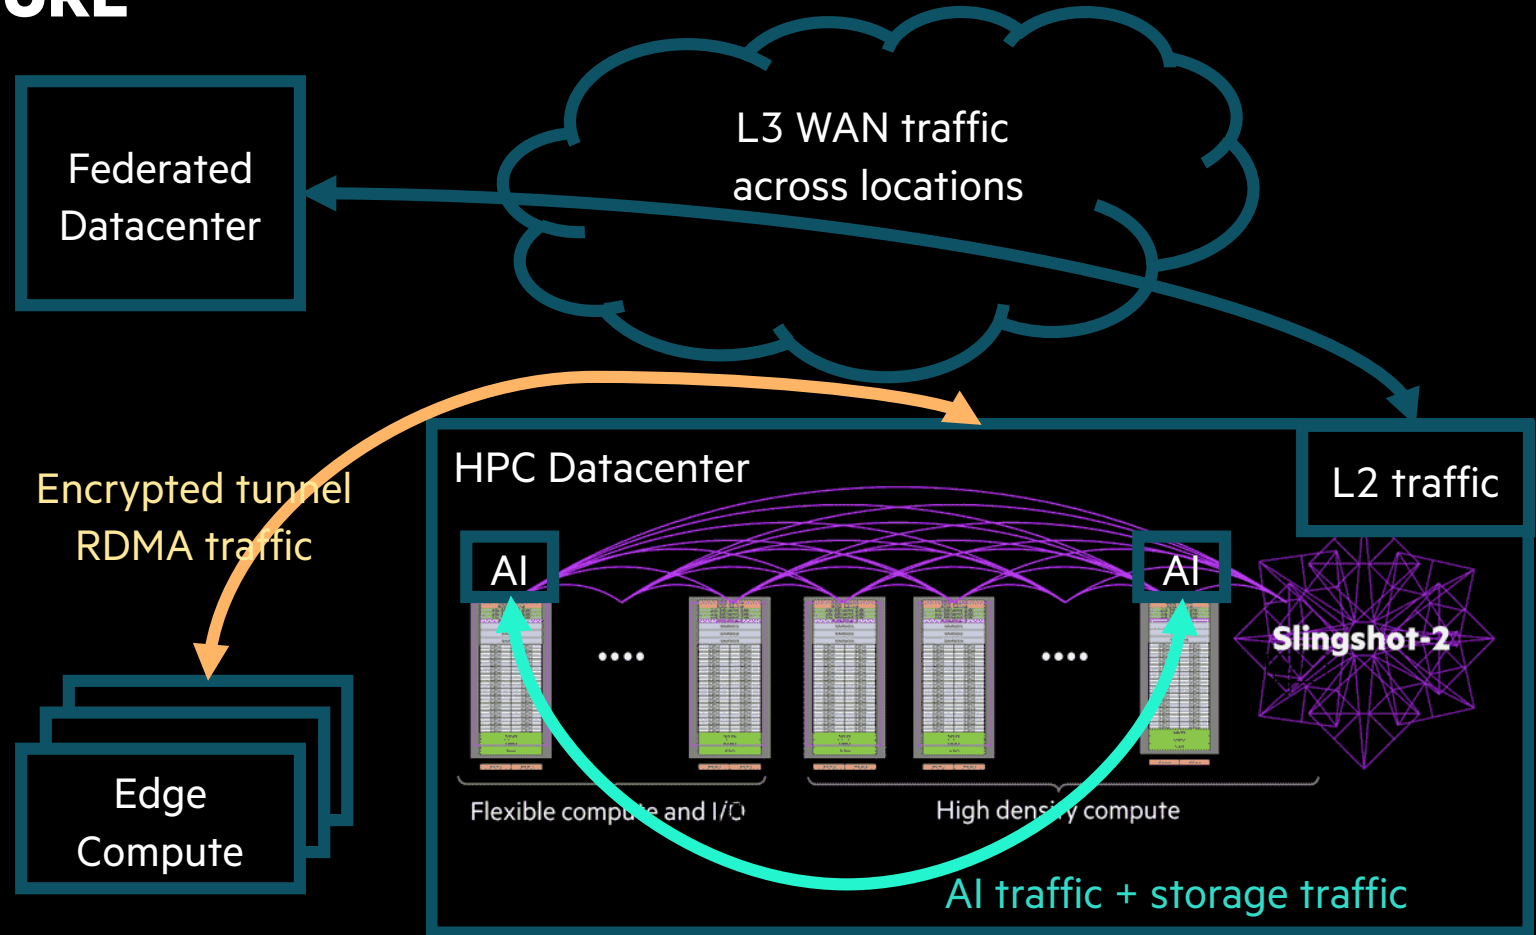 Federated
Datacenter
L3 WAN traffic
across locations
Encrypted tunnel
RDMA traffic
HPC Datacenter
L2 traffic
AI
AI
Slingshot-2
Edge
Compute
Flexible compute and I/O
High density compute
AI traffic + storage traffic